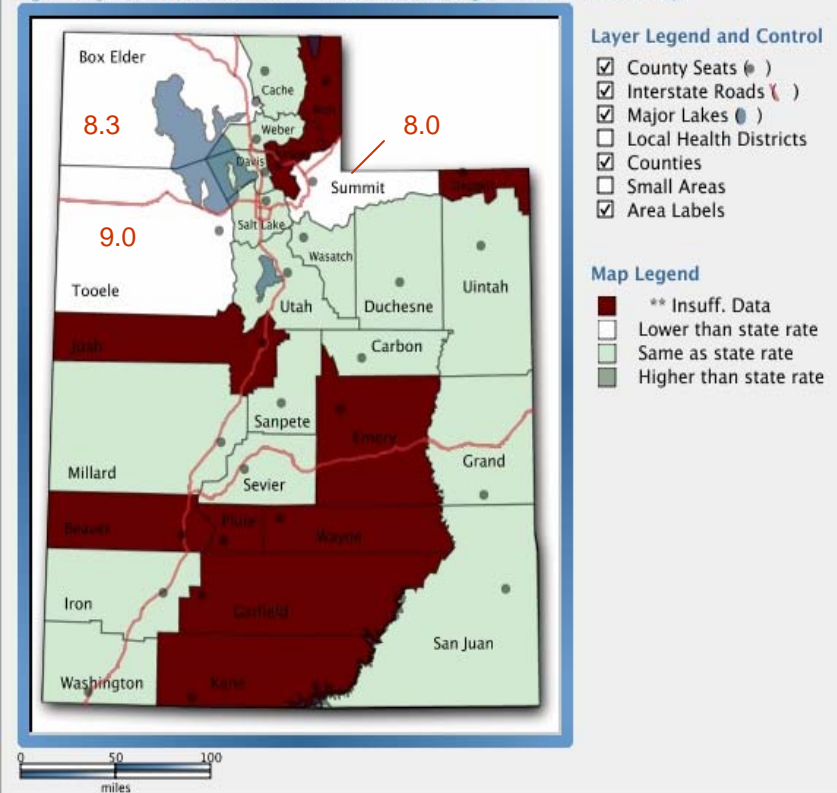 Box Elder
Cache
8.3
Weber
8.0
Davis
Summit
Salt Lake
9.0
Wasatch
Tooele
Utah
Duchesne
Uintah
Juab
Carbon
Sanpete
Emery
Millard
Sevier
Grand
Beaver
Piute
Wayne
Iron
Garfield
San Juan
Washington
Kane
0 50 100
miles
Layer Legend and Control
County Seats ( )
Interstate Roads ( )
Major Lakes ( )
Local Health Districts
Counties
Small Areas
Area Labels
Map Legend
** Insuff. Data
Lower than state rate
Same as state rate
Higher than state rate